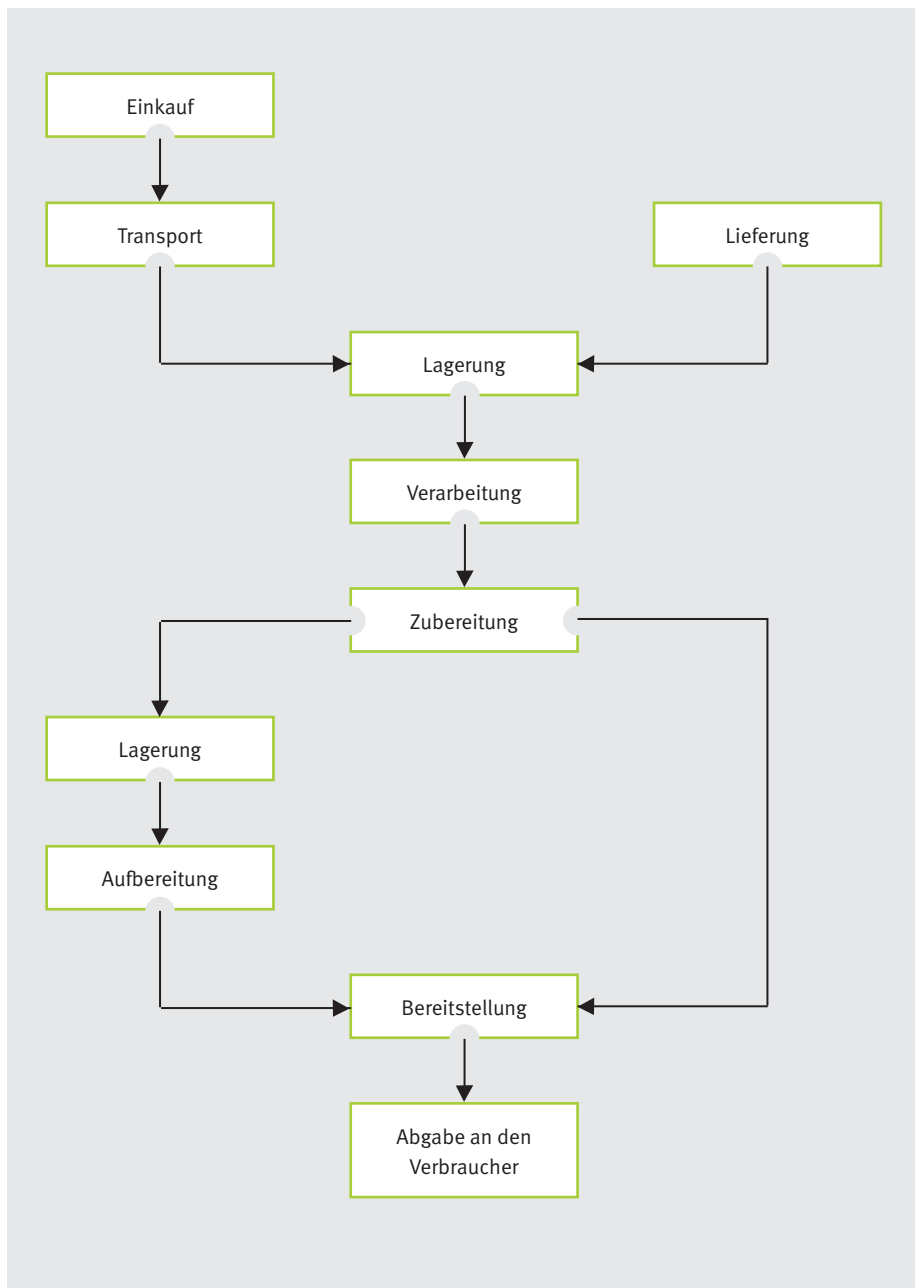 Einkauf
Transport
Lieferung
Lagerung
Verarbeitung
Zubereitung
Lagerung
Aufbereitung
Bereitstellung
Abgabe an den
Verbraucher